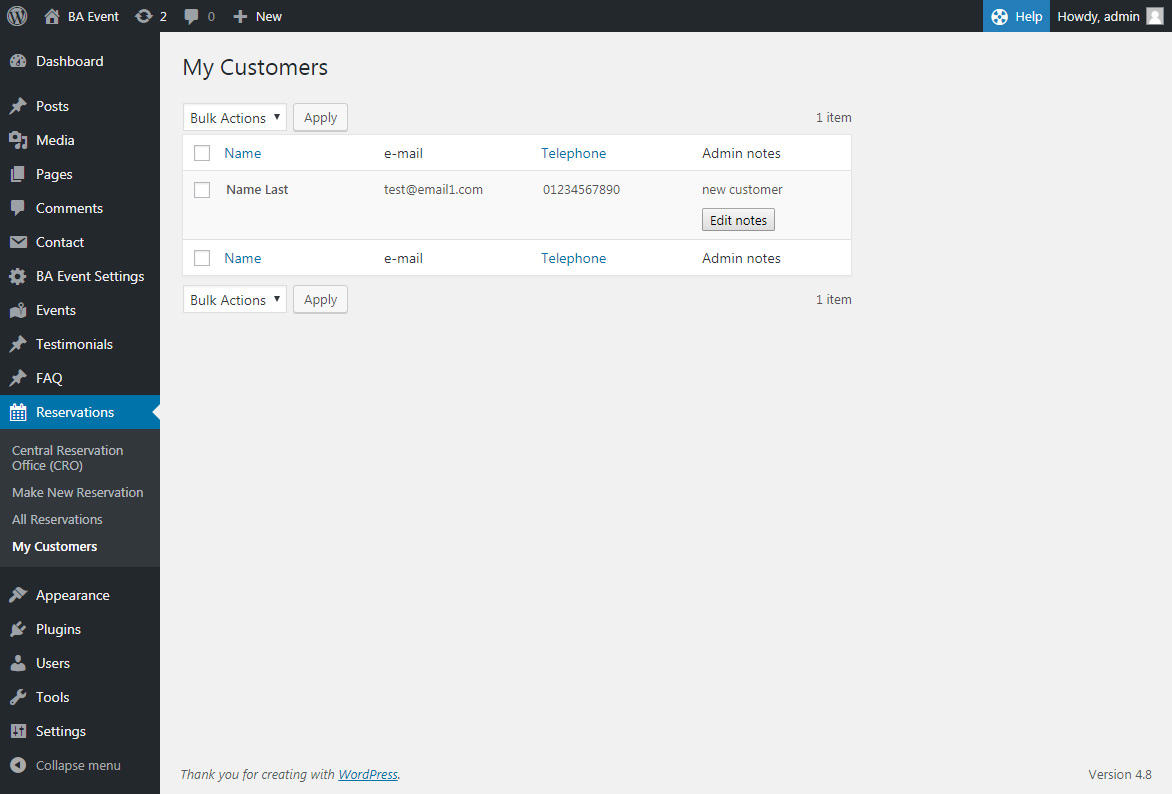 BA Event 2 0 New Help Howdy, admin
Dashboard
Posts
Media
Pages
Comments
Contact
BA Event Settings
Events
Testimonials
FAQ
Reservations
Central Reservation
Office (CRO)
Make New Reservation
All Reservations
My Customers
Appearance
Plugins
Users
Tools
Settings
Collapse menu
My Customers
Bulk Actions Apply 1 item
Name e-mail Telephone Admin notes
Name Last test@email1.com 01234567890 new customer
Edit notes
Name e-mail Telephone Admin notes
Bulk Actions Apply 1 item
Thank you for creating with WordPress. Version 4.8